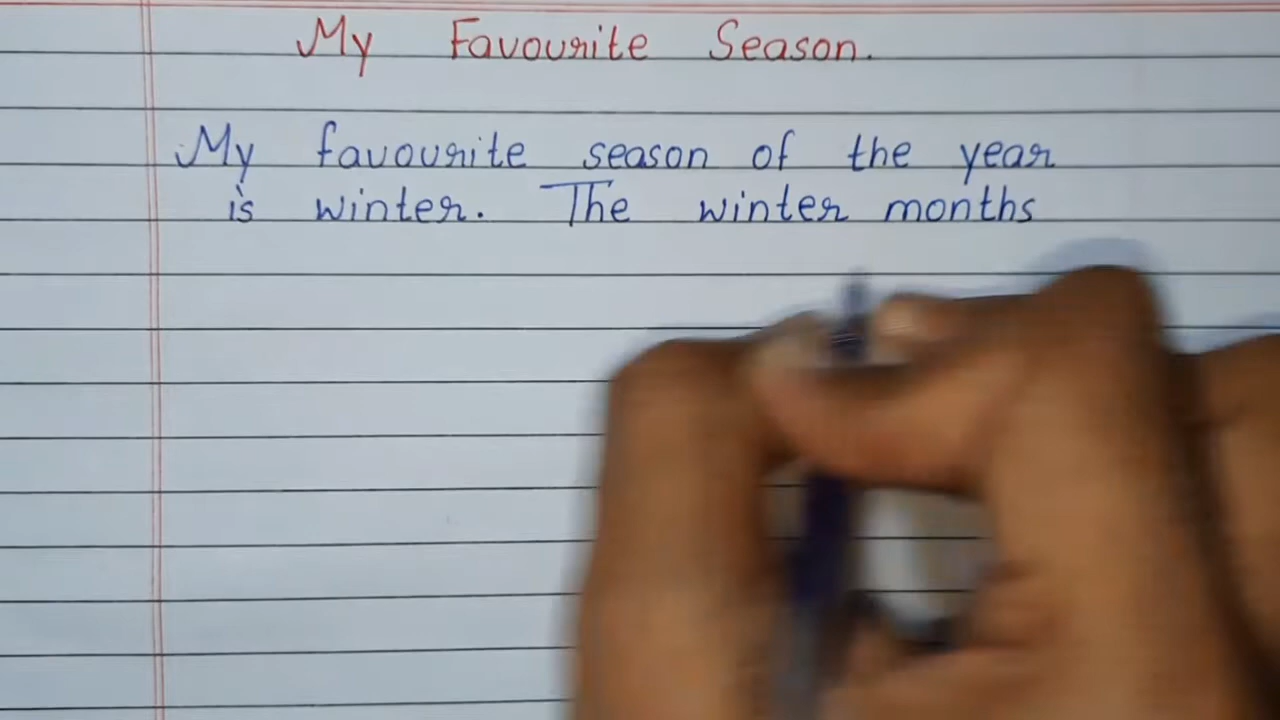 My Favourite Season.
My favourite season of the year
is winter. The winter months